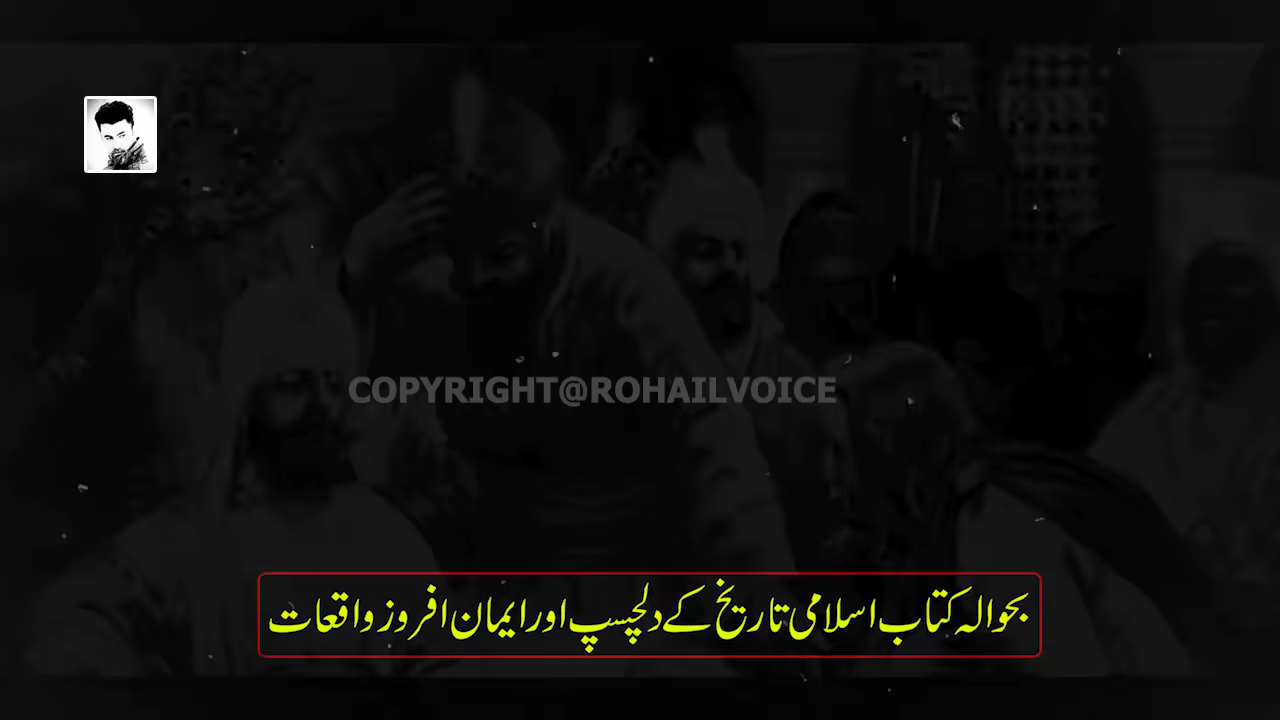 COPYRIGHT@ROHAILVOICE
بحوالہ کتاب اسلامی تاریخ کے دلچسپ اور ایمان افروز واقعات